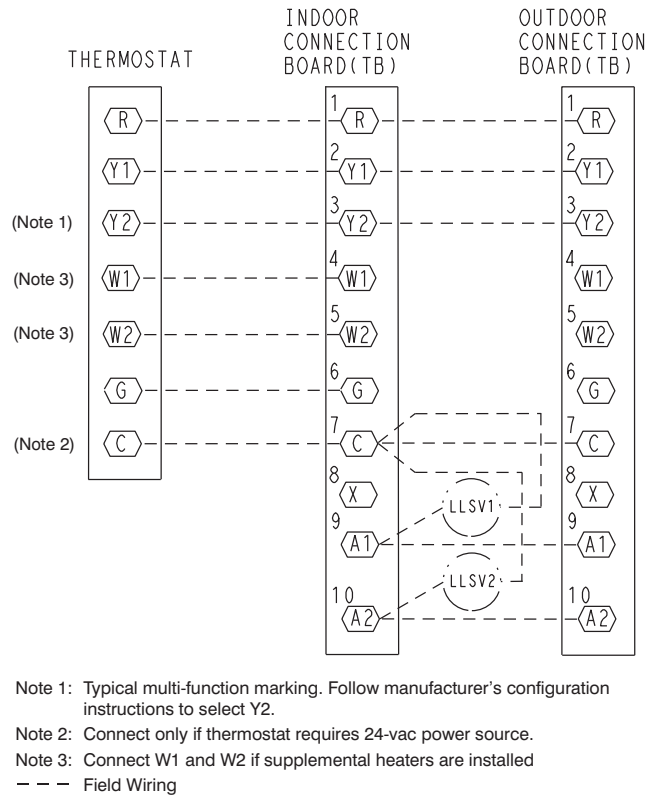 THERMOSTAT
INDOOR
CONNECTION
BOARD(TB)
OUTDOOR
CONNECTION
BOARD(TB)
R 1 R 1 R
Y1 2 Y1 2 Y1
(Note 1) Y2 3 Y2 3 Y2
(Note 3) W1 4 W1 4 W1
(Note 3) W2 5 W2 5 W2
G 6 G 6 G
(Note 2) C 7 C 7 C
8 X 8 X
LLSV1
9 A1 9 A1
LLSV2
10 A2 10 A2
Note 1: Typical multi-function marking. Follow manufacturer's configuration
instructions to select Y2.
Note 2: Connect only if thermostat requires 24-vac power source.
Note 3: Connect W1 and W2 if supplemental heaters are installed
Field Wiring